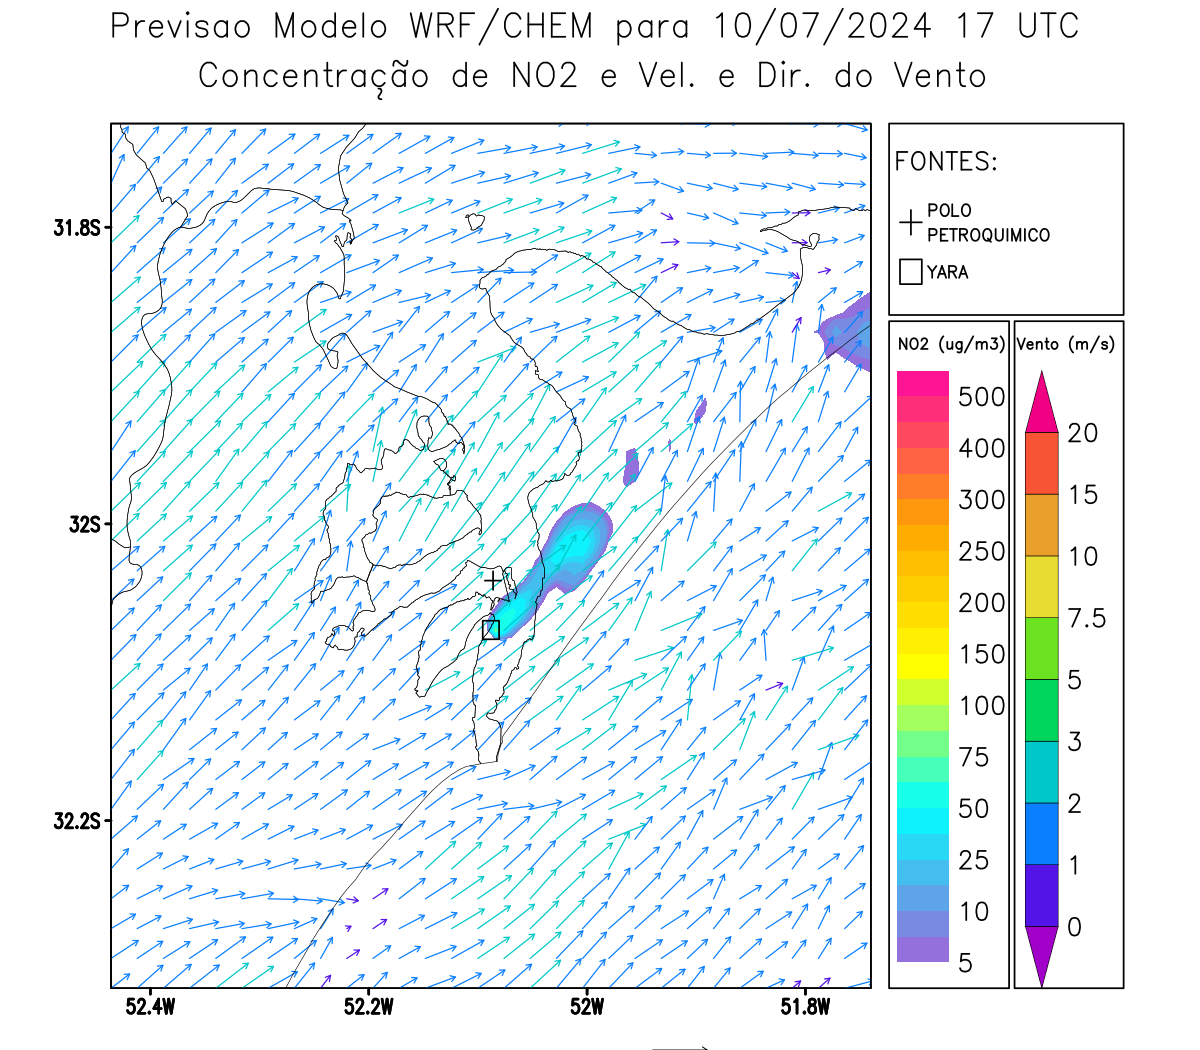 Previsao Modelo WRF/CHEM para 10/07/2024 17 UTC
Concentração de NO2 e Vel. e Dir. do Vento
FONTES:
POLO
PETROQUIMICO
YARA
NO2 (ug/m3)
500
400
300
250
200
150
100
75
50
25
10
5
Vento (m/s)
20
15
10
7.5
5
3
2
1
0
31.8S
32S
32.2S
52.4W
52.2W
52W
51.8W